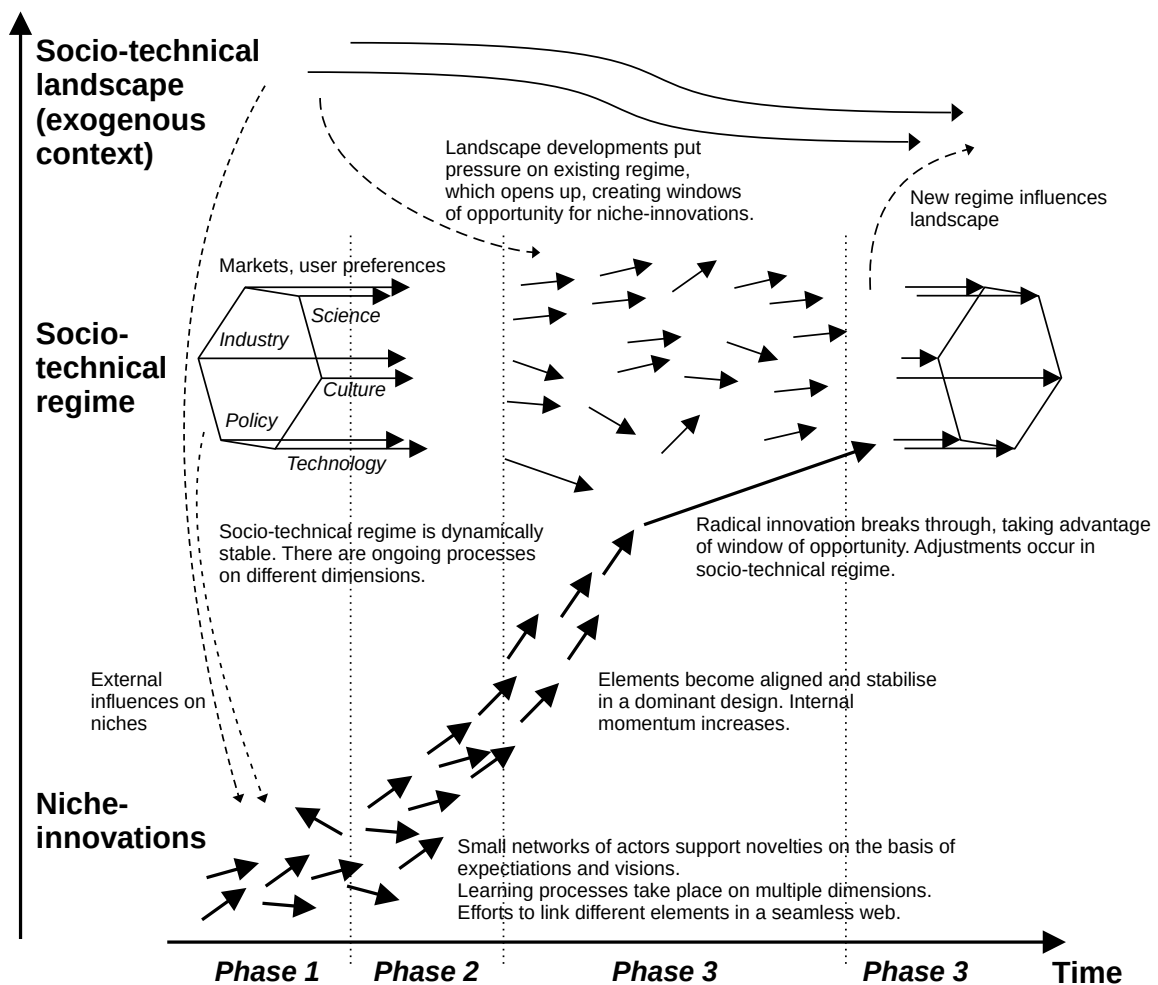 Socio-technical
landscape
(exogenous
context)
Landscape developments put
pressure on existing regime,
which opens up, creating windows
of opportunity for niche-innovations.
New regime influences
landscape
Markets, user preferences
Science
Industry
Culture
Policy
Technology
Socio-
technical
regime
Socio-technical regime is dynamically
stable. There are ongoing processes
on different dimensions.
Radical innovation breaks through, taking advantage
of window of opportunity. Adjustments occur in
socio-technical regime.
External
influences on
niches
Elements become aligned and stabilise
in a dominant design. Internal
momentum increases.
Niche-
innovations
Small networks of actors support novelties on the basis of
expectiations and visions.
Learning processes take place on multiple dimensions.
Efforts to link different elements in a seamless web.
Phase 1
Phase 2
Phase 3
Phase 3
Time